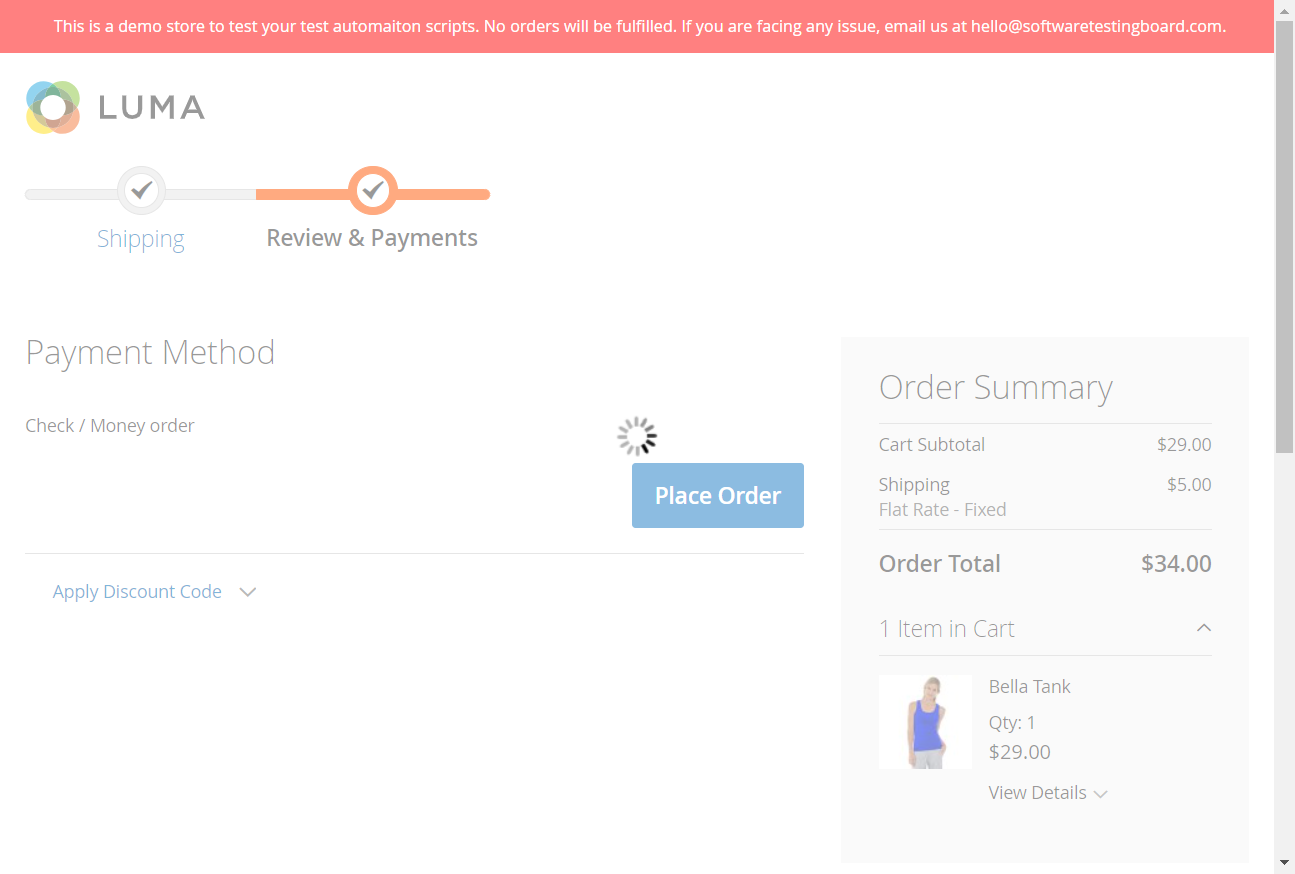 This is a demo store to test your test automaiton scripts. No orders will be fulfilled. If you are facing any issue, email us at hello@softwaretestingboard.com.
LUMA
Shipping
Review & Payments
Payment Method
Check / Money order
Place Order
Apply Discount Code
Order Summary
Cart Subtotal $29.00
Shipping $5.00
Flat Rate - Fixed
Order Total $34.00
1 Item in Cart
Bella Tank
Qty: 1
$29.00
View Details